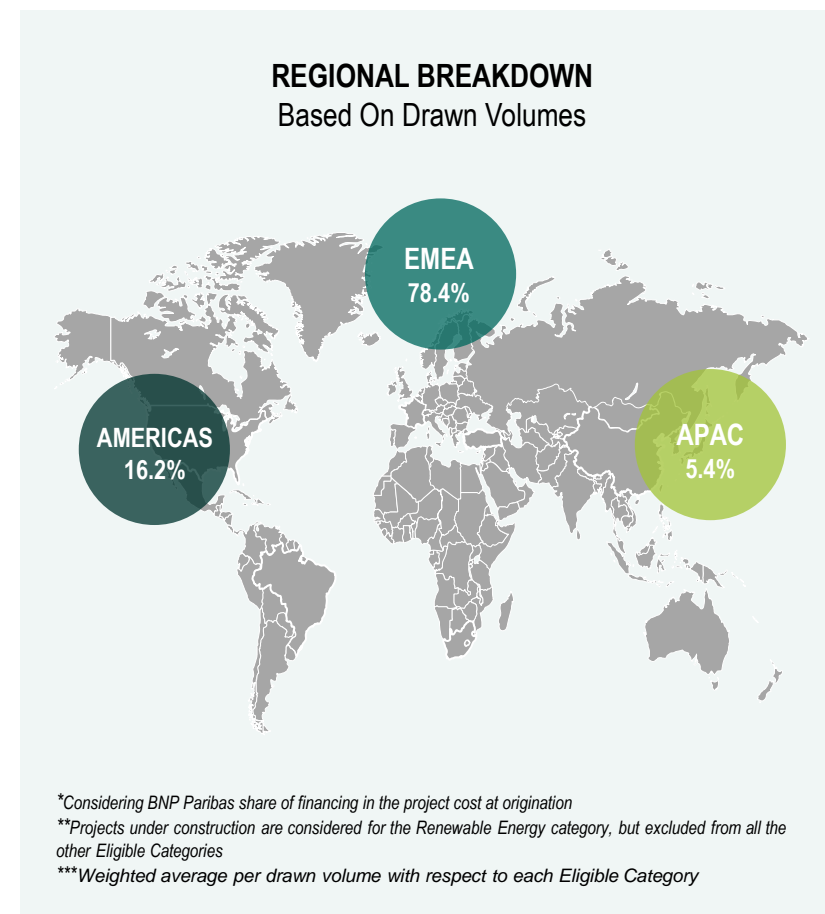 REGIONAL BREAKDOWN
Based On Drawn Volumes
EMEA
78.4%
AMERICAS
16.2%
APAC
5.4%
*Considering BNP Paribas share of financing in the project cost at origination
**Projects under construction are considered for the Renewable Energy category, but excluded from all the
other Eligible Categories
***Weighted average per drawn volume with respect to each Eligible Category